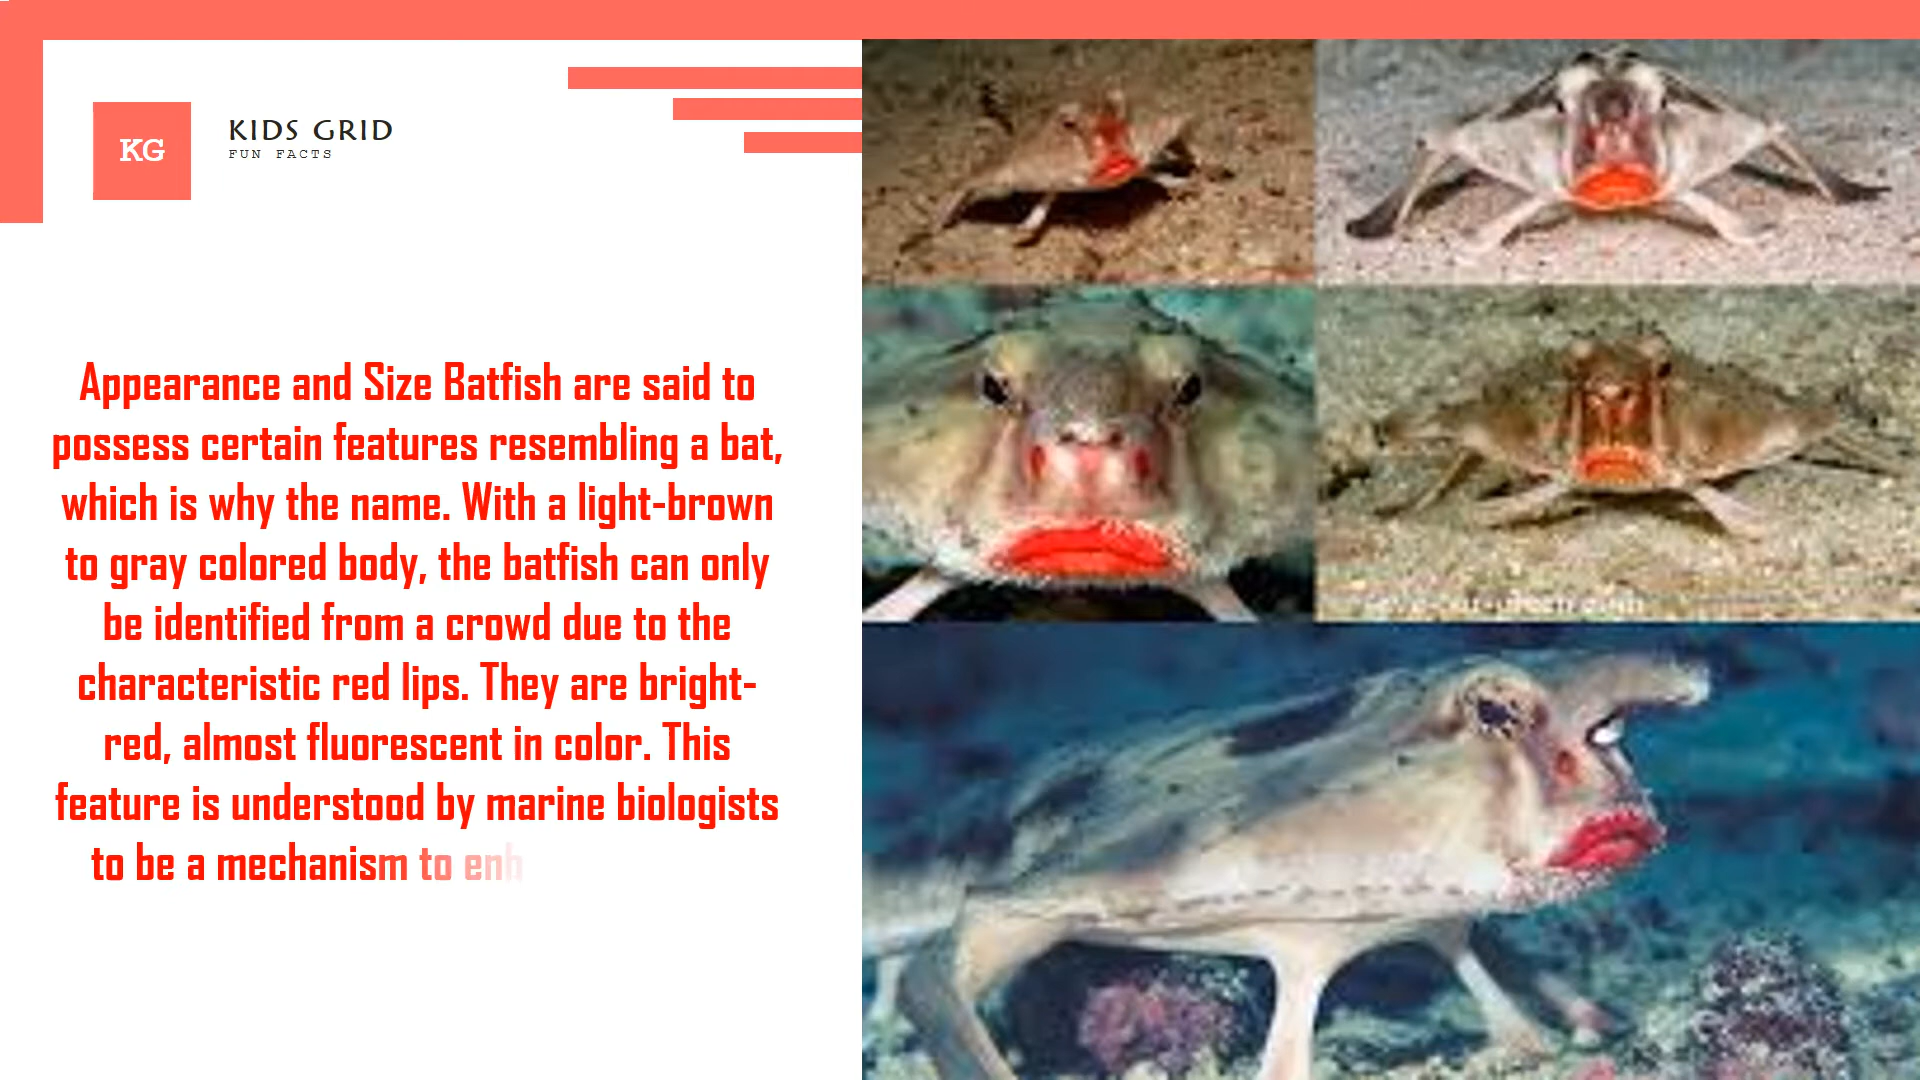 KG
KIDS GRID
FUN FACTS
Appearance and Size Batfish are said to
possess certain features resembling a bat,
which is why the name. With a light-brown
to gray colored body, the batfish can only
be identified from a crowd due to the
characteristic red lips. They are bright-
red, almost fluorescent in color. This
feature is understood by marine biologists
to be a mechanism to enh